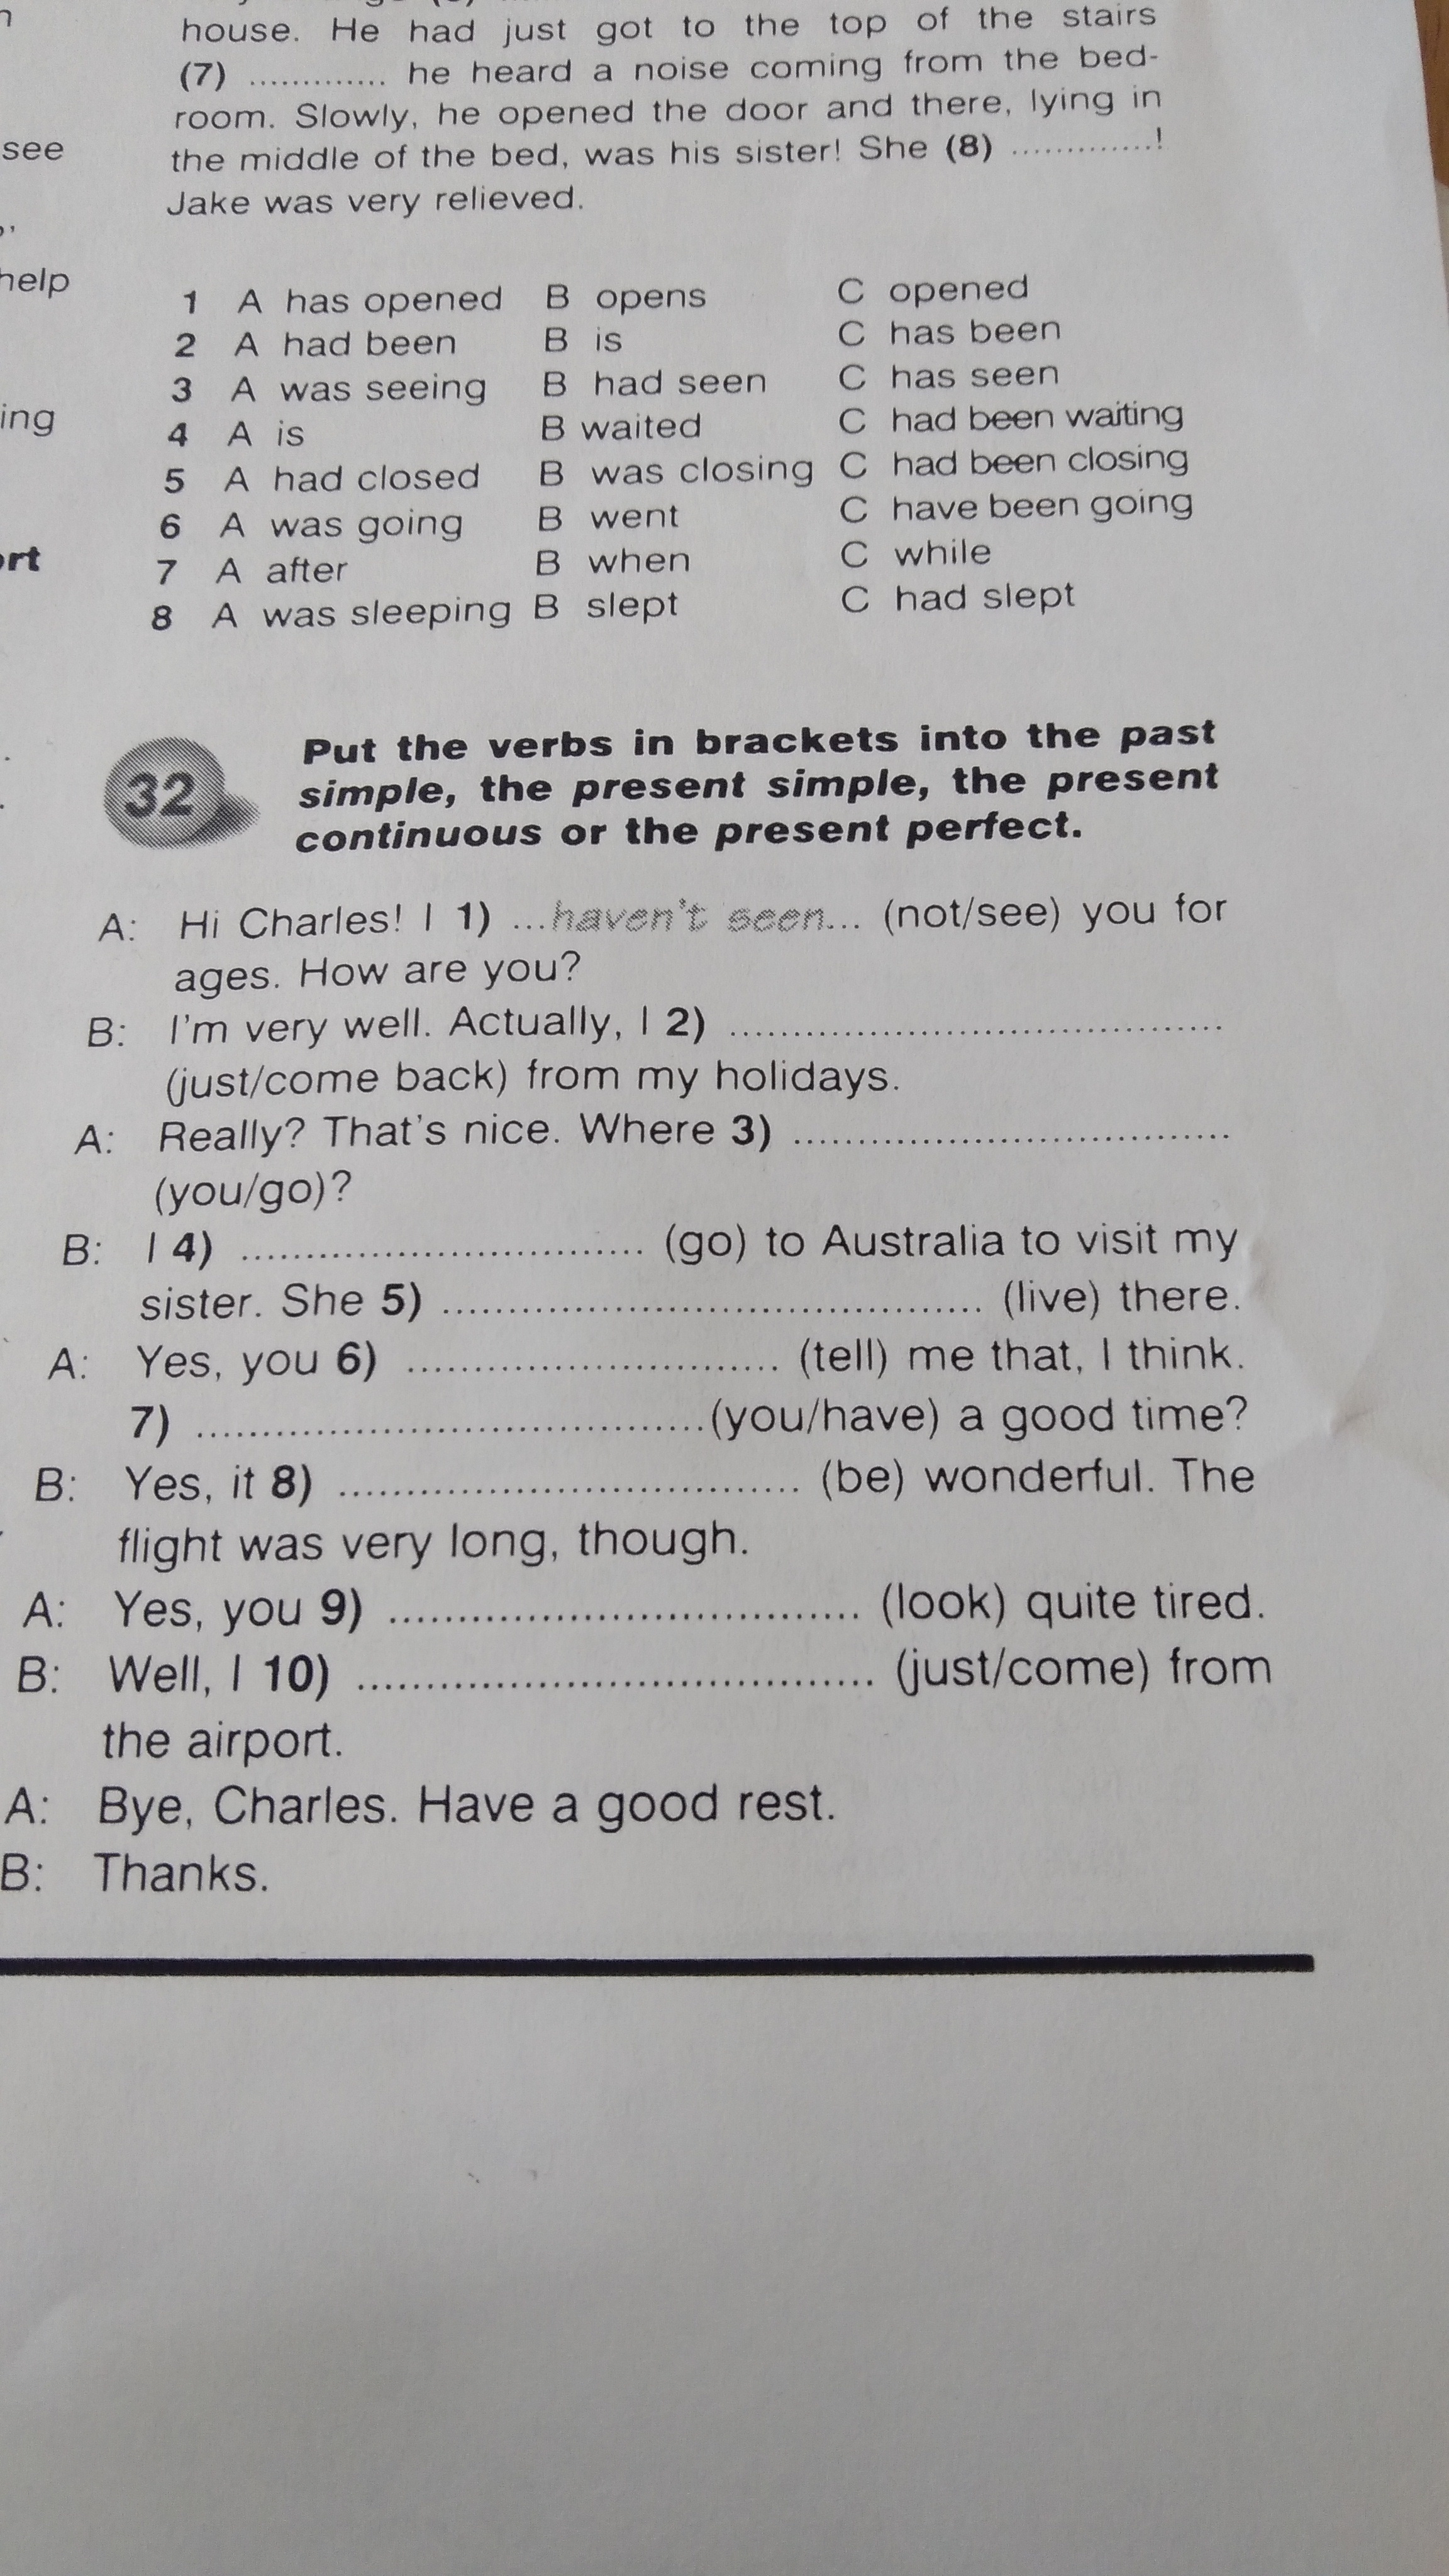 house. He had just got to the top of the stairs
(7) ............. he heard a noise coming from the bed-
room. Slowly, he opened the door and there, lying in
see
the middle of the bed, was his sister! She (8) .............!
Jake was very relieved.
help
1 A has opened B opens C opened
2 A had been B is C has been
3 A was seeing B had seen C has seen
ing
4 A is B waited C had been waiting
5 A had closed B was closing C had been closing
6 A was going B went C have been going
ort
7 A after B when C while
8 A was sleeping B slept C had slept
32
Put the verbs in brackets into the past
simple, the present simple, the present
continuous or the present perfect.
A: Hi Charles! I 1) ...haven't seen... (not/see) you for
ages. How are you?
B: I'm very well. Actually, I 2) ......................................
(just/come back) from my holidays.
A: Really? That's nice. Where 3) ..................................
(you/go)?
B: I 4) ............................... (go) to Australia to visit my
sister. She 5) ......................................... (live) there.
A: Yes, you 6) ............................ (tell) me that, I think.
7) .......................................(you/have) a good time?
B: Yes, it 8) ................................... (be) wonderful. The
flight was very long, though.
A: Yes, you 9) .................................... (look) quite tired.
B: Well, I 10) ....................................... (just/come) from
the airport.
A: Bye, Charles. Have a good rest.
B: Thanks.